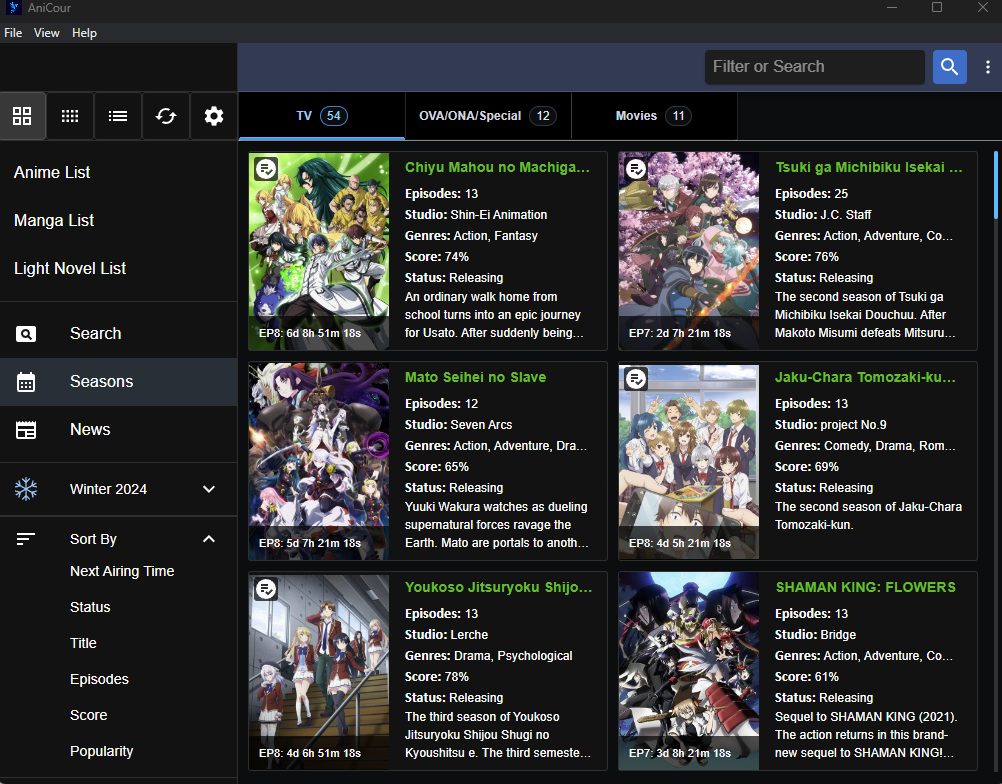 AniCour
File View Help
Filter or Search
TV 54
OVA/ONA/Special 12
Movies 11
Anime List
Manga List
Light Novel List
Search
Seasons
News
Winter 2024
Sort By
Next Airing Time
Status
Title
Episodes
Score
Popularity
Chiyu Mahou no Machiga...
Episodes: 13
Studio: Shin-Ei Animation
Genres: Action, Fantasy
Score: 74%
Status: Releasing
An ordinary walk home from
school turns into an epic journey
for Usato. After suddenly being...
EP8: 6d 8h 51m 18s
Tsuki ga Michibiku Isekai ...
Episodes: 25
Studio: J.C. Staff
Genres: Action, Adventure, Co...
Score: 76%
Status: Releasing
The second season of Tsuki ga
Michibiku Isekai Douchuu. After
Makoto Misumi defeats Mitsuru...
EP7: 2d 7h 21m 18s
Mato Seihei no Slave
Episodes: 12
Studio: Seven Arcs
Genres: Action, Adventure, Dra...
Score: 65%
Status: Releasing
Yuuki Wakura watches as dueling
supernatural forces ravage the
Earth. Mato are portals to anoth...
EP8: 5d 7h 21m 18s
Jaku-Chara Tomozaki-ku...
Episodes: 13
Studio: project No.9
Genres: Comedy, Drama, Rom...
Score: 69%
Status: Releasing
The second season of Jaku-Chara
Tomozaki-kun.
EP8: 4d 5h 21m 18s
Youkoso Jitsuryoku Shijo...
Episodes: 13
Studio: Lerche
Genres: Drama, Psychological
Score: 78%
Status: Releasing
The third season of Youkoso
Jitsuryoku Shijou Shugi no
Kyoushitsu e. The third semeste...
EP8: 4d 6h 51m 18s
SHAMAN KING: FLOWERS
Episodes: 13
Studio: Bridge
Genres: Action, Adventure, Co...
Score: 61%
Status: Releasing
Sequel to SHAMAN KING (2021).
The action returns in this brand-
new sequel to SHAMAN KING!...
EP7: 3d 8h 21m 18s